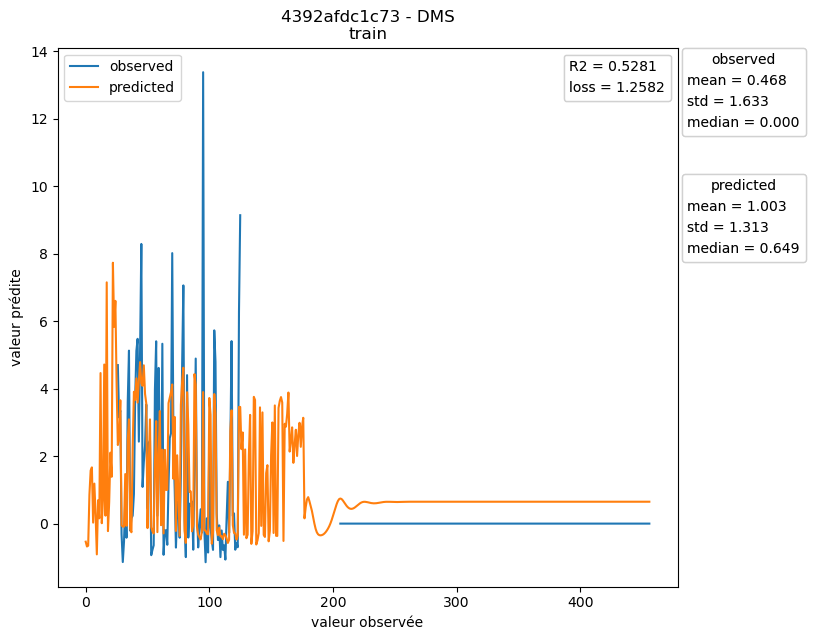 4392afdc1c73 - DMS
train
observed
predicted
R2 = 0.5281
loss = 1.2582
observed
mean = 0.468
std = 1.633
median = 0.000
predicted
mean = 1.003
std = 1.313
median = 0.649
valeur prédite
14
12
10
8
6
4
2
0
0 100 200 300 400
valeur observée